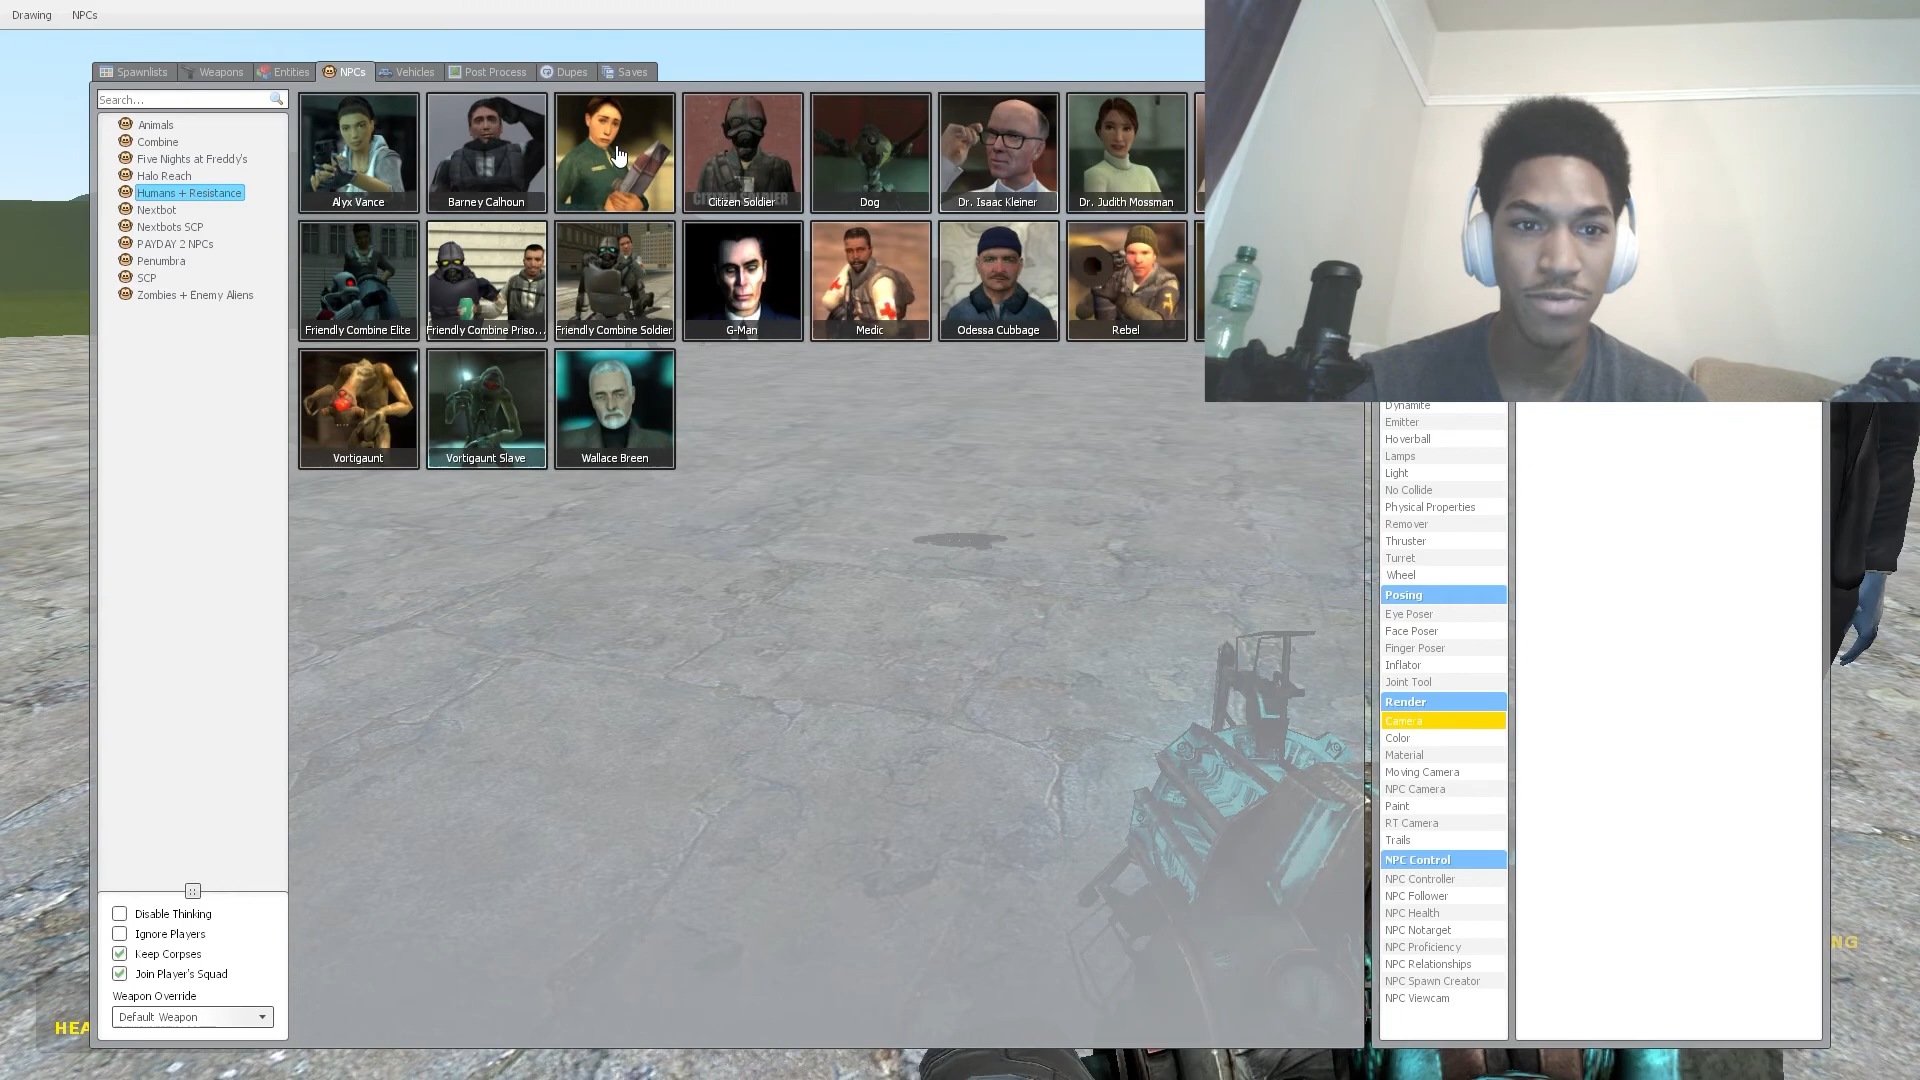 Drawing NPCs
Spawnlists Weapons Entities NPCs Vehicles Post Process Dupes Saves
Search...
Animals
Combine
Five Nights at Freddy's
Halo Reach
Humans + Resistance
Nextbot
Nextbots SCP
PAYDAY 2 NPCs
Penumbra
SCP
Zombies + Enemy Aliens
CITIZEN SOLDIER
Alyx Vance Barney Calhoun Citizen Soldier Dog Dr. Isaac Kleiner Dr. Judith Mossman
Friendly Combine Elite Friendly Combine Priso... Friendly Combine Soldier G-Man Medic Odessa Cubbage Rebel
Vortigaunt Vortigaunt Slave Wallace Breen
Dynamite
Emitter
Hoverball
Lamps
Light
No Collide
Physical Properties
Remover
Thruster
Turret
Wheel
Posing
Eye Poser
Face Poser
Finger Poser
Inflator
Joint Tool
Render
Camera
Color
Material
Moving Camera
NPC Camera
Paint
RT Camera
Trails
NPC Control
NPC Controller
NPC Follower
NPC Health
NPC Notarget
NPC Proficiency
NPC Relationships
NPC Spawn Creator
NPC Viewcam
Disable Thinking
Ignore Players
Keep Corpses
Join Player's Squad
Weapon Override
Default Weapon
HEA
NG